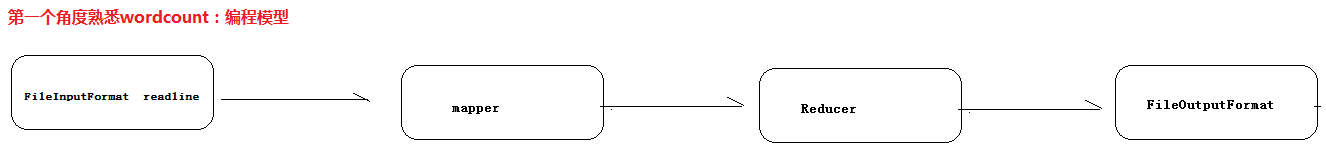 第一个角度熟悉wordcount：编程模型
FileInputFormat readline
mapper
Reducer
FileOutputFormat